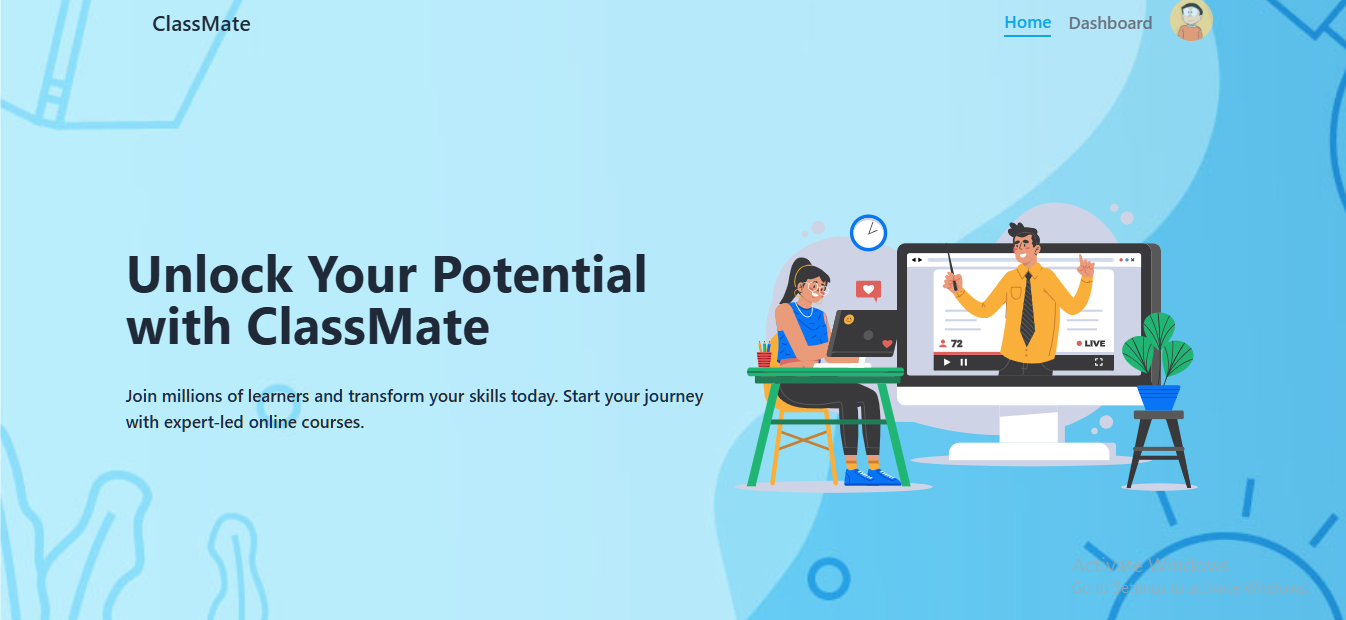 ClassMate
Home Dashboard
Unlock Your Potential
with ClassMate
Join millions of learners and transform your skills today. Start your journey
with expert-led online courses.
72
LIVE
Activate Windows
Go to Settings to activate Windows.